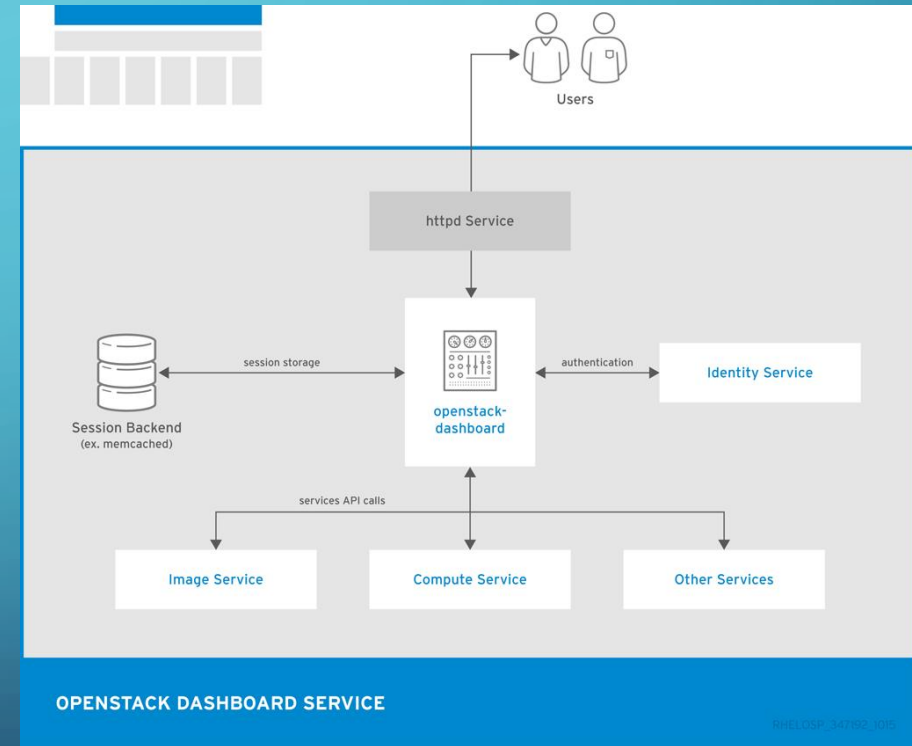 Users
httpd Service
session storage
authentication
Identity Service
openstack-
dashboard
Session Backend
(ex. memcached)
services API calls
Image Service
Compute Service
Other Services
OPENSTACK DASHBOARD SERVICE
RHELOSP_347192_1015